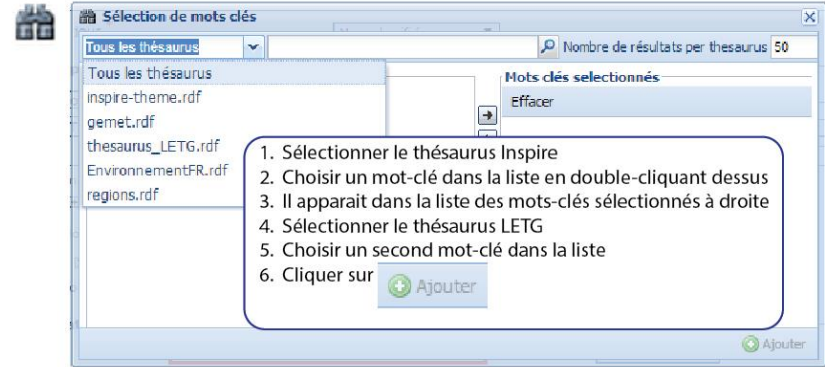 Sélection de mots clés
Tous les thésaurus
Nombre de résultats per thesaurus 50
Tous les thésaurus
inspire-theme.rdf
gemet.rdf
thesaurus_LETG.rdf
EnvironnementFR.rdf
regions.rdf
Mots clés selectionnés
Effacer
1. Sélectionner le thésaurus Inspire
2. Choisir un mot-clé dans la liste en double-cliquant dessus
3. Il apparait dans la liste des mots-clés sélectionnés à droite
4. Sélectionner le thésaurus LETG
5. Choisir un second mot-clé dans la liste
6. Cliquer sur Ajouter
Ajouter